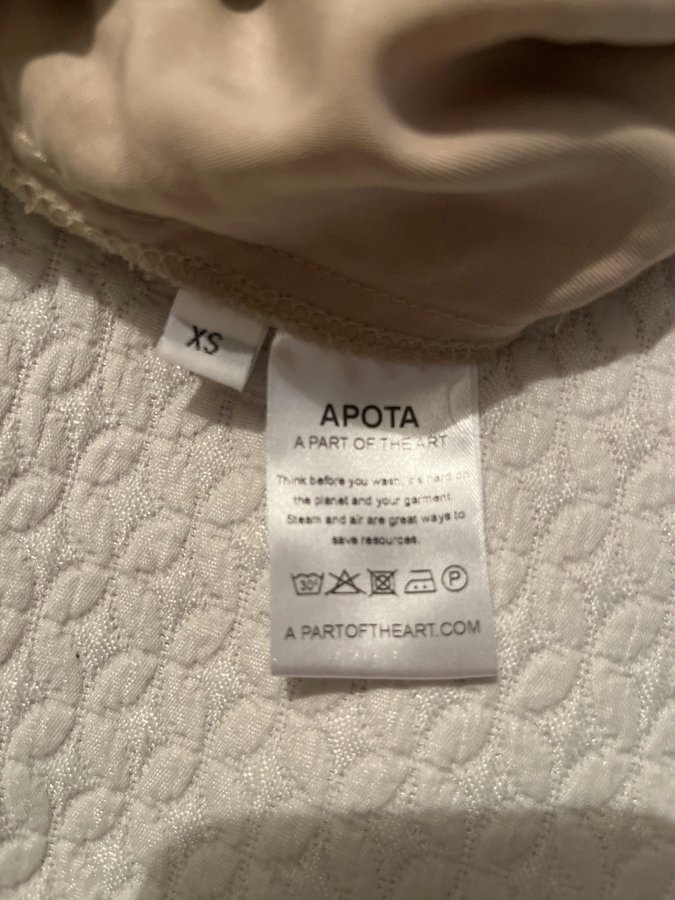 XS
APOTA
A PART OF THE ART
Think before you wash, it's hard on
the planet and your garment.
Steam and air are great ways to
save resources.
30°
P
A PARTOFTHEART.COM